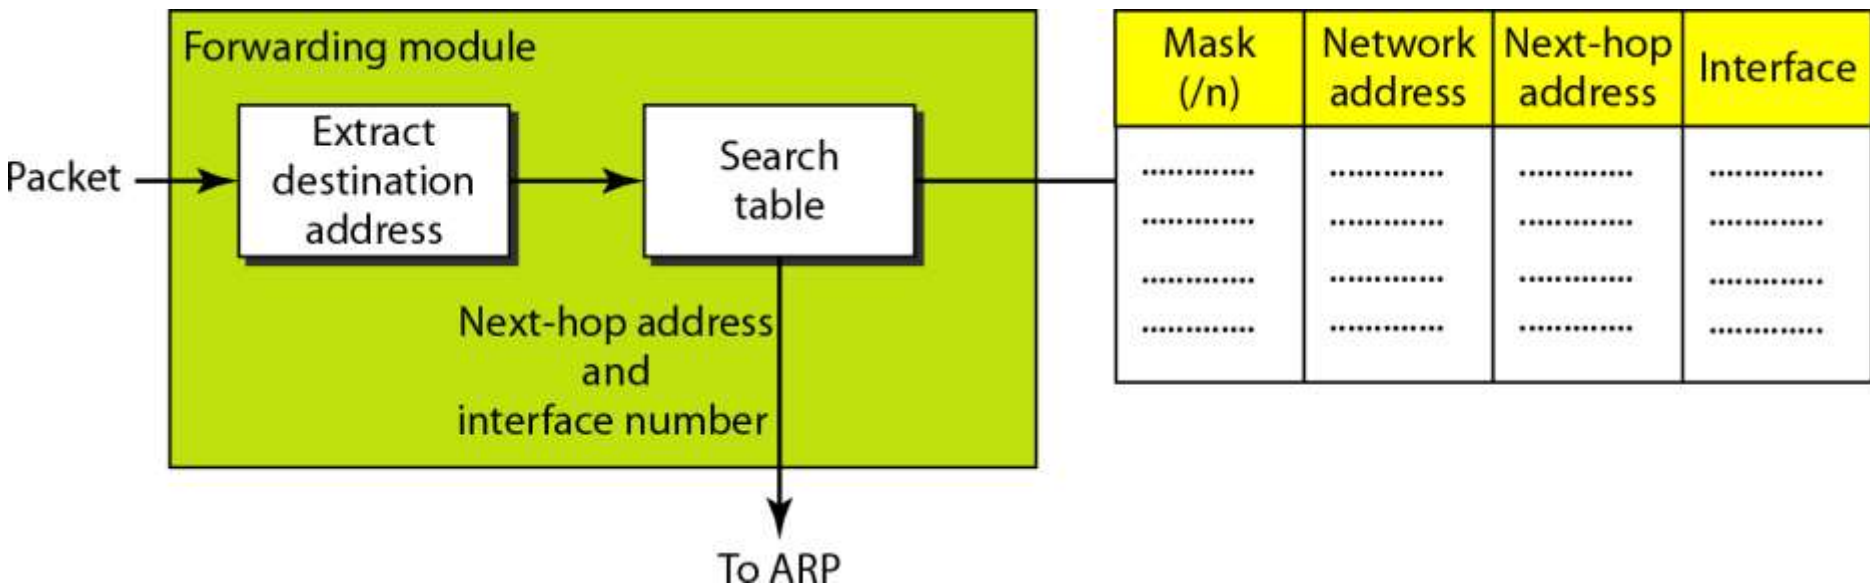 Forwarding module
Packet
Extract
destination
address
Search
table
Next-hop address
and
interface number
To ARP
Mask
(/n)
Network
address
Next-hop
address
Interface
............. ............. ............. .............
............. ............. ............. .............
............. ............. ............. .............
............. ............. ............. .............